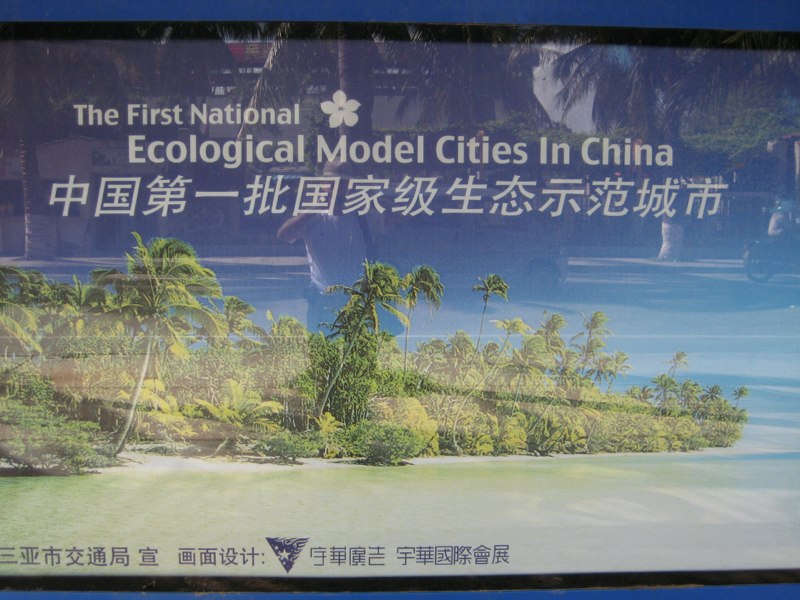 The First National
Ecological Model Cities In China
中国第一批国家级生态示范城市
三亚市交通局 宣 画面设计: 宇華廣告 宇華國際會展